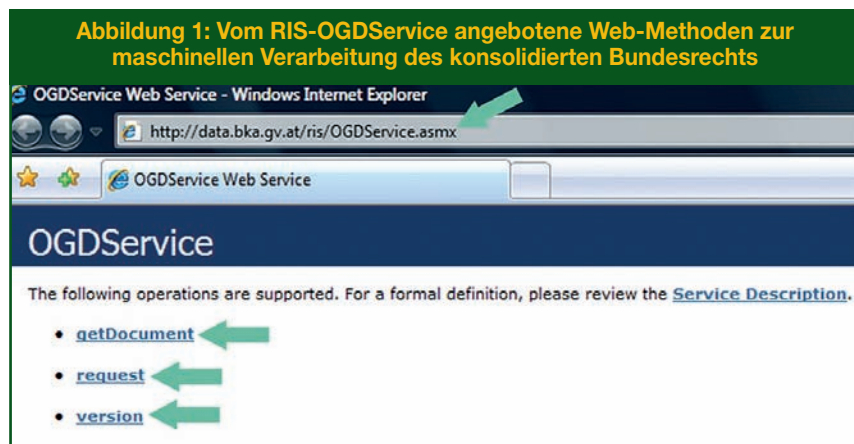 Abbildung 1: Vom RIS-OGDService angebotene Web-Methoden zur
maschinellen Verarbeitung des konsolidierten Bundesrechts
OGDService Web Service - Windows Internet Explorer
http://data.bka.gv.at/ris/OGDService.asmx
OGDService Web Service
OGDService
The following operations are supported. For a formal definition, please review the Service Description.
• getDocument
• request
• version